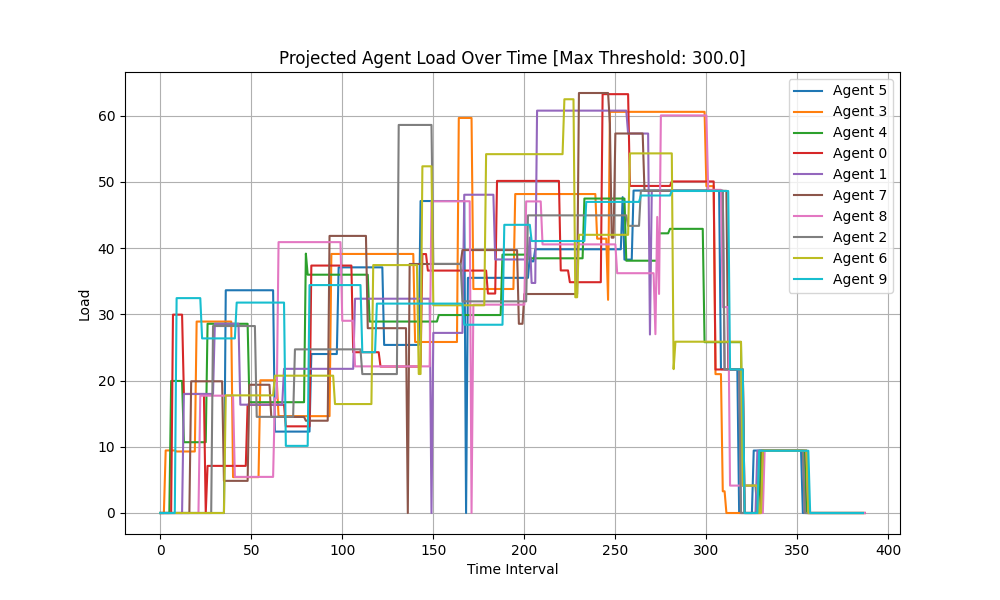 Projected Agent Load Over Time [Max Threshold: 300.0]
Load
60
50
40
30
20
10
0
Agent 5
Agent 3
Agent 4
Agent 0
Agent 1
Agent 7
Agent 8
Agent 2
Agent 6
Agent 9
0 50 100 150 200 250 300 350 400
Time Interval